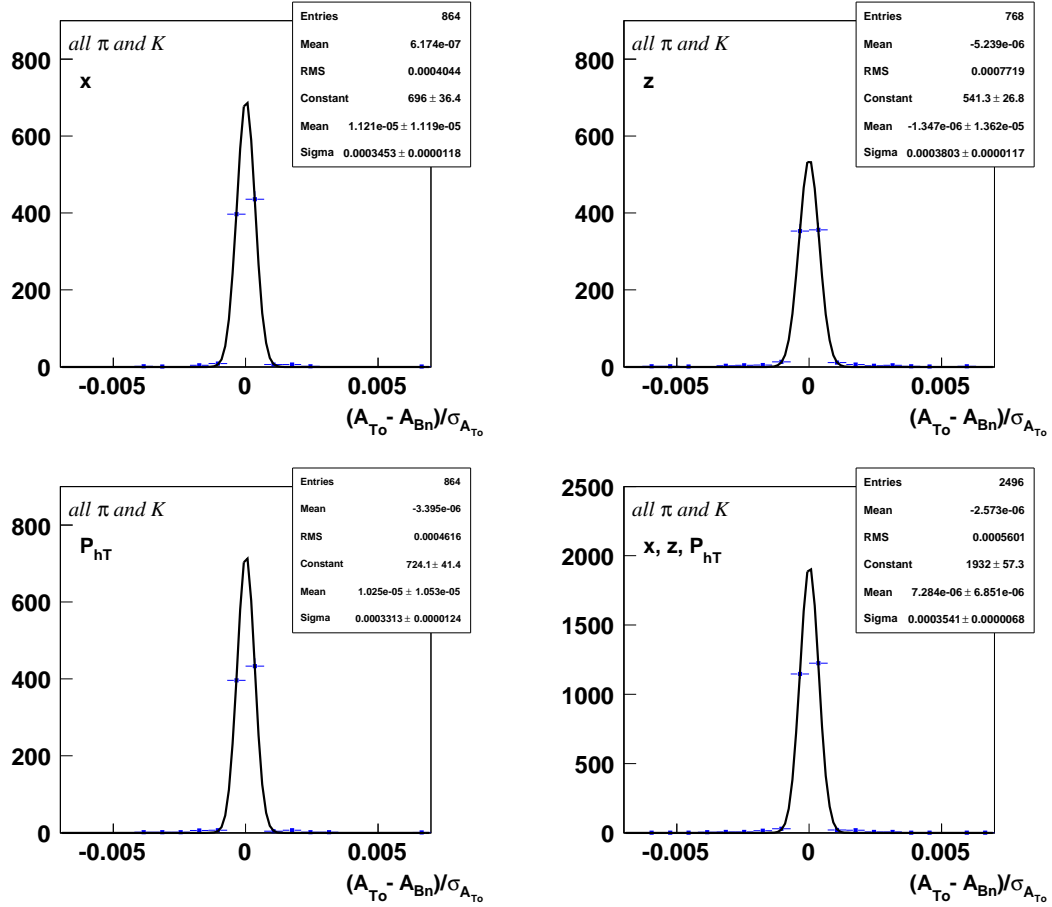 Entries 864
Mean 6.174e-07
RMS 0.0004044
Constant 696 ± 36.4
Mean 1.121e-05 ± 1.119e-05
Sigma 0.0003453 ± 0.0000118
all π and K
x
800
600
400
200
0
-0.005 0 0.005
(A_To - A_Bn)/σ_A_To
Entries 768
Mean -5.239e-06
RMS 0.0007719
Constant 541.3 ± 26.8
Mean -1.347e-06 ± 1.362e-05
Sigma 0.0003803 ± 0.0000117
all π and K
z
800
600
400
200
0
-0.005 0 0.005
(A_To - A_Bn)/σ_A_To
Entries 864
Mean -3.395e-06
RMS 0.0004616
Constant 724.1 ± 41.4
Mean 1.025e-05 ± 1.053e-05
Sigma 0.0003313 ± 0.0000124
all π and K
P_hT
800
600
400
200
0
-0.005 0 0.005
(A_To - A_Bn)/σ_A_To
Entries 2496
Mean -2.573e-06
RMS 0.0005601
Constant 1932 ± 57.3
Mean 7.284e-06 ± 6.851e-06
Sigma 0.0003541 ± 0.0000068
all π and K
x, z, P_hT
2500
2000
1500
1000
500
0
-0.005 0 0.005
(A_To - A_Bn)/σ_A_To